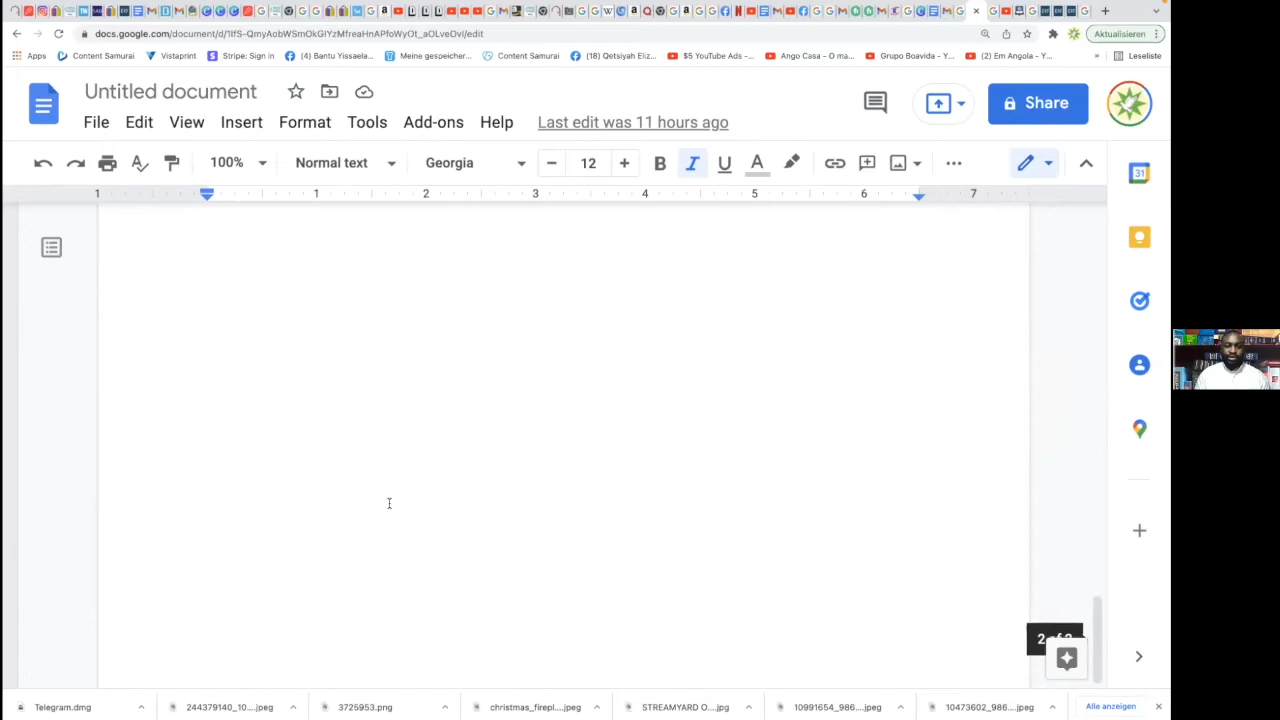 docs.google.com/document/d/1IfS-QmyAobWSmOkGIYzMfreaHnAPfoWyOt_aOLveOvI/edit
Aktualisieren
Apps
Content Samurai
Vistaprint
Stripe: Sign in
(4) Bantu Yissaela...
Meine gespeicher...
Content Samurai
(18) Qetsiyah Eliz...
$5 YouTube Ads - ...
Ango Casa - O ma...
Grupo Boavida - Y...
(2) Em Angola - Y...
»
Leseliste
Untitled document
Share
File
Edit
View
Insert
Format
Tools
Add-ons
Help
Last edit was 11 hours ago
100%
Normal text
Georgia
12
B
I
U
A
31
1
1
2
3
4
5
6
7
Telegram.dmg
244379140_10....jpeg
3725953.png
christmas_firepl....jpeg
STREAMYARD O....jpg
10991654_986....jpeg
10473602_986....jpeg
Alle anzeigen